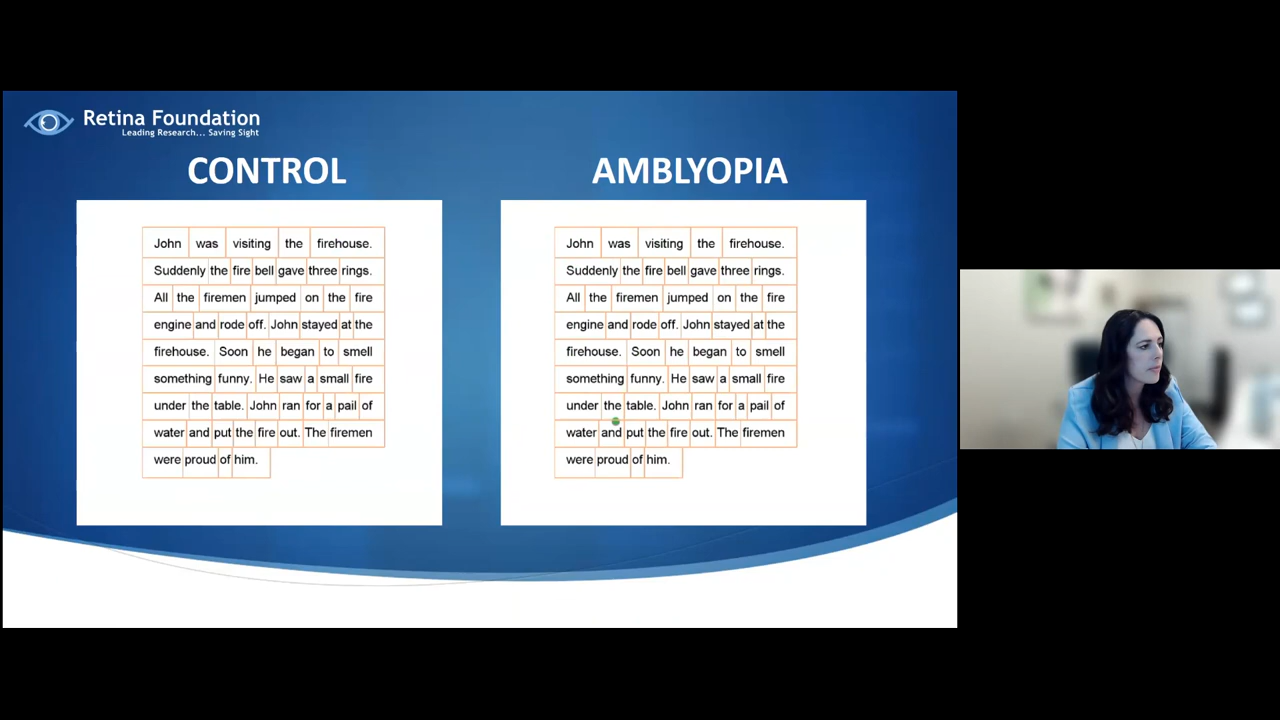 Retina Foundation
Leading Research... Saving Sight
CONTROL
John was visiting the firehouse.
Suddenly the fire bell gave three rings.
All the firemen jumped on the fire
engine and rode off. John stayed at the
firehouse. Soon he began to smell
something funny. He saw a small fire
under the table. John ran for a pail of
water and put the fire out. The firemen
were proud of him.
AMBLYOPIA
John was visiting the firehouse.
Suddenly the fire bell gave three rings.
All the firemen jumped on the fire
engine and rode off. John stayed at the
firehouse. Soon he began to smell
something funny. He saw a small fire
under the table. John ran for a pail of
water and put the fire out. The firemen
were proud of him.